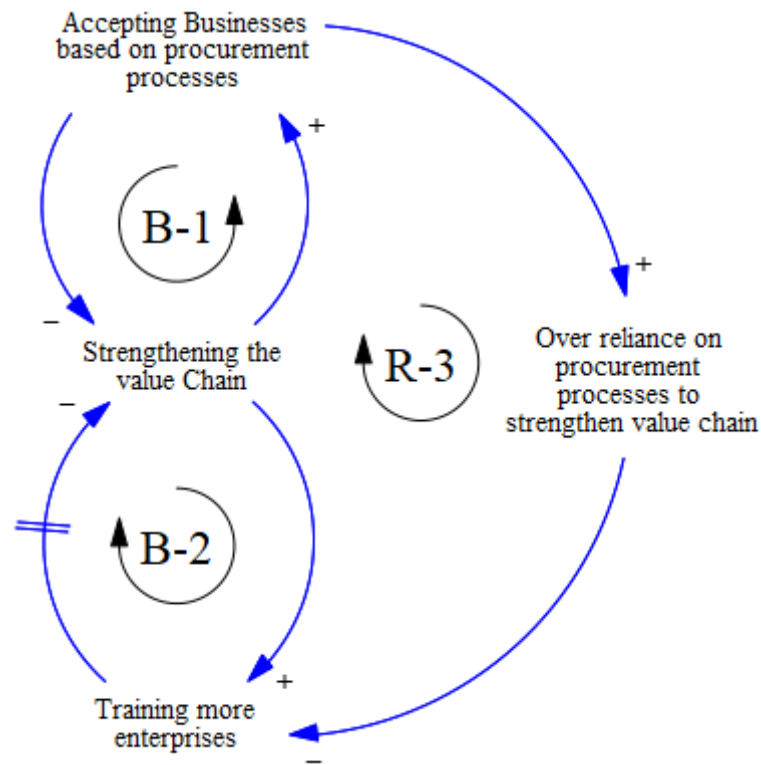 Accepting Businesses
based on procurement
processes
+
B-1
−
+
Strengthening the
value Chain
Over reliance on
procurement
processes to
strengthen value chain
R-3
−
B-2
+
Training more
enterprises
−